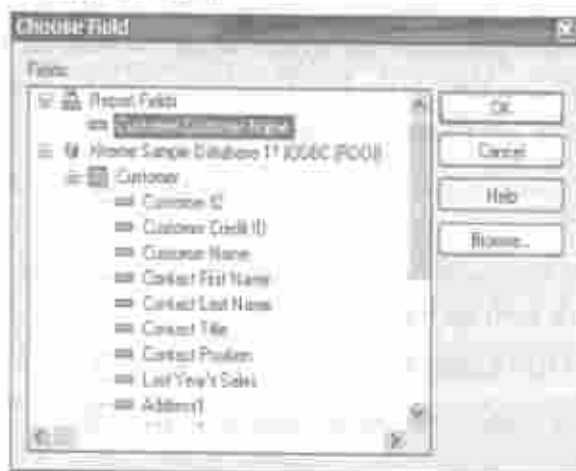 Choose Field
Fields:
Report Fields
OK
Xtreme Sample Database 11 (ODBC (RDO))
Cancel
Customer
Help
Customer ID
Customer Credit ID
Browse...
Customer Name
Contact First Name
Contact Last Name
Contact Title
Contact Position
Last Year's Sales
Address1